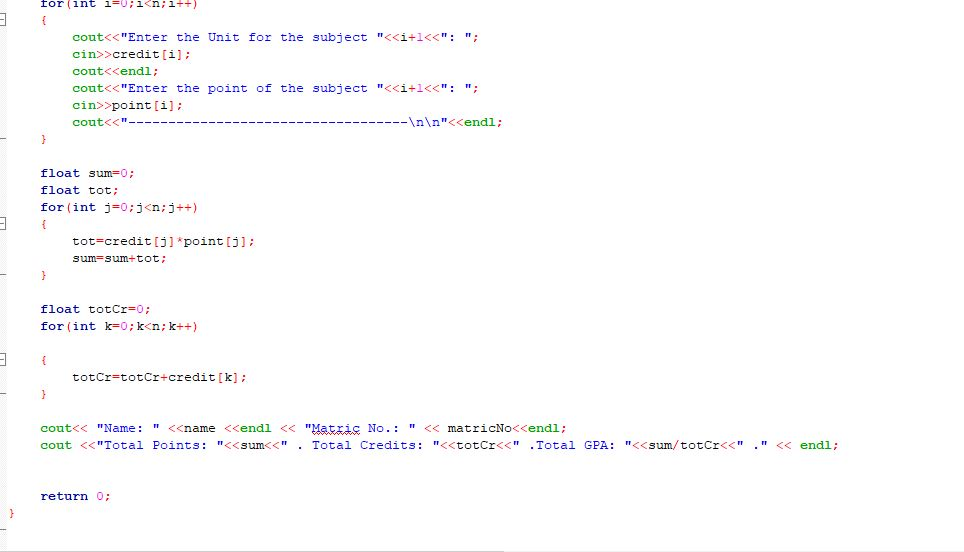 for(int i=0;i<n;i++)
{
cout<<"Enter the Unit for the subject "<<i+1<<": ";
cin>>credit[i];
cout<<endl;
cout<<"Enter the point of the subject "<<i+1<<": ";
cin>>point[i];
cout<<"-----------------------------------\n\n"<<endl;
}
float sum=0;
float tot;
for(int j=0;j<n;j++)
{
tot=credit[j]*point[j];
sum=sum+tot;
}
float totCr=0;
for(int k=0;k<n;k++)
{
totCr=totCr+credit[k];
}
cout<< "Name: " <<name <<endl << "Matric No.: " << matricNo<<endl;
cout <<"Total Points: "<<sum<<" . Total Credits: "<<totCr<<" .Total GPA: "<<sum/totCr<<" ." << endl;
return 0;
}